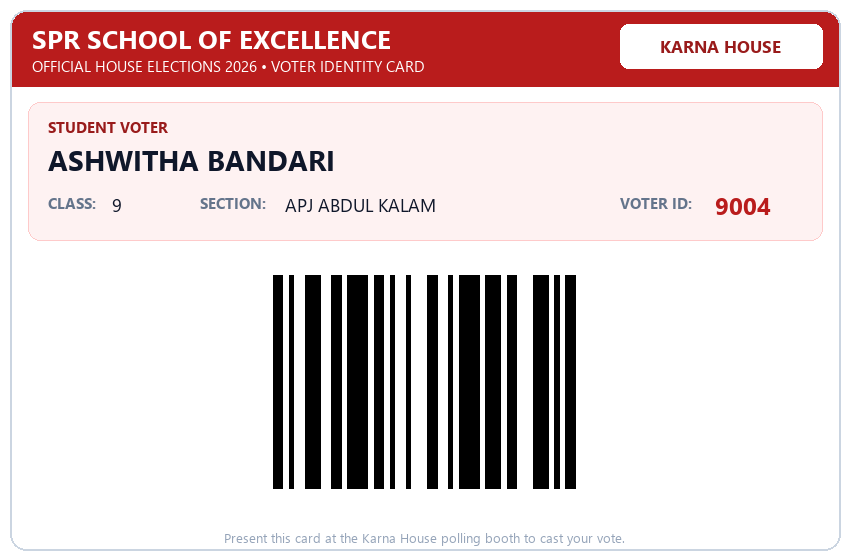 SPR SCHOOL OF EXCELLENCE
OFFICIAL HOUSE ELECTIONS 2026 • VOTER IDENTITY CARD
KARNA HOUSE
STUDENT VOTER
ASHWITHA BANDARI
CLASS: 9 SECTION: APJ ABDUL KALAM VOTER ID: 9004
Present this card at the Karna House polling booth to cast your vote.